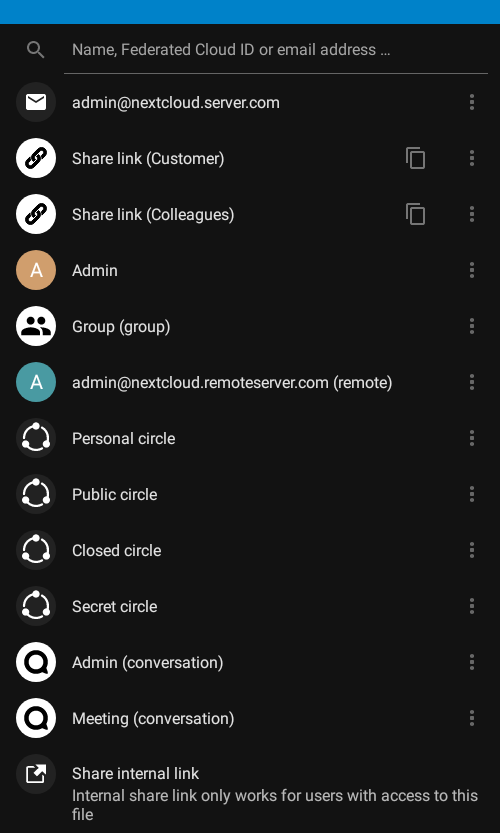 Name, Federated Cloud ID or email address …
admin@nextcloud.server.com
Share link (Customer)
Share link (Colleagues)
A
Admin
Group (group)
A
admin@nextcloud.remoteserver.com (remote)
Personal circle
Public circle
Closed circle
Secret circle
Admin (conversation)
Meeting (conversation)
Share internal link
Internal share link only works for users with access to this
file